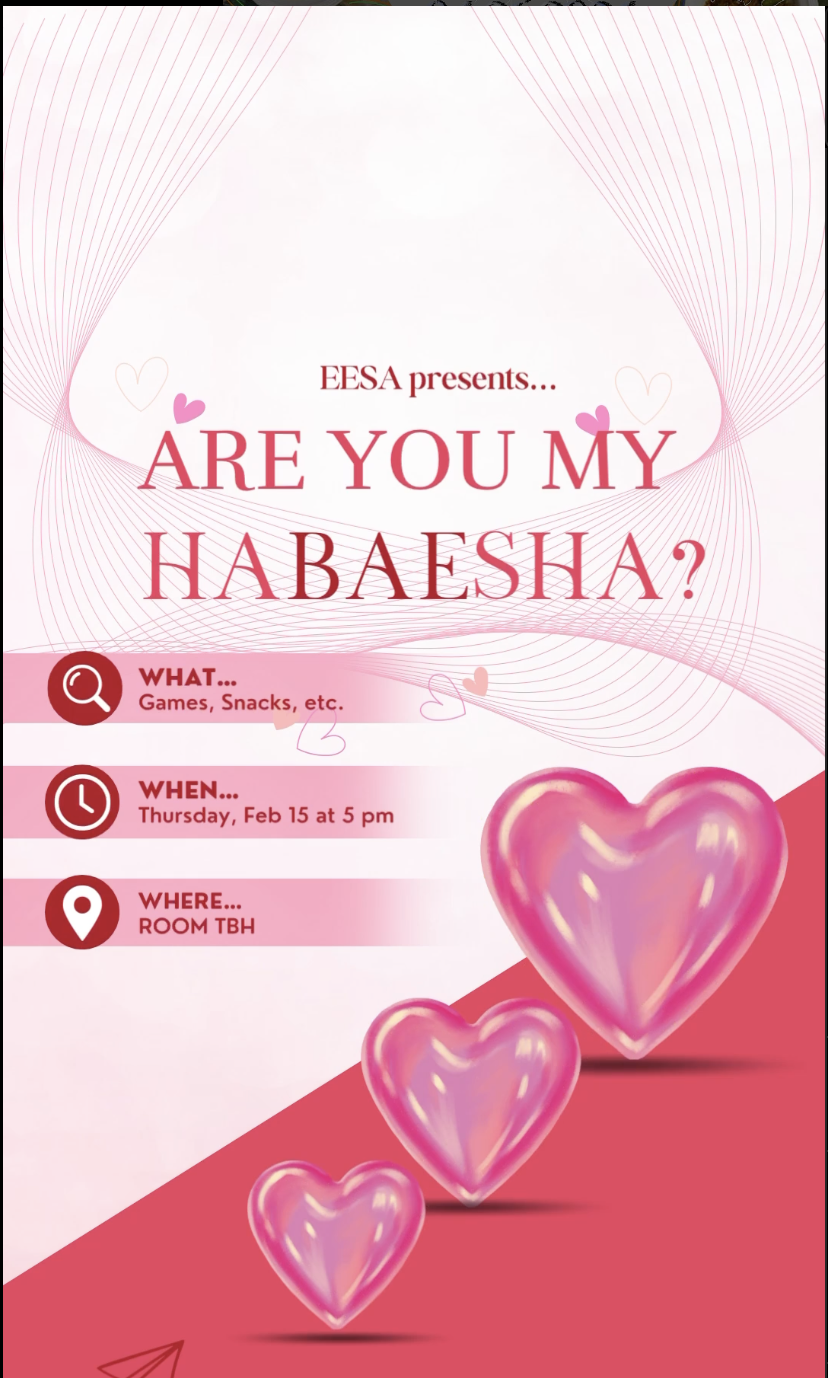 EESA presents...
ARE YOU MY
HABAESHA?
WHAT...
Games, Snacks, etc.
WHEN...
Thursday, Feb 15 at 5 pm
WHERE...
ROOM TBH